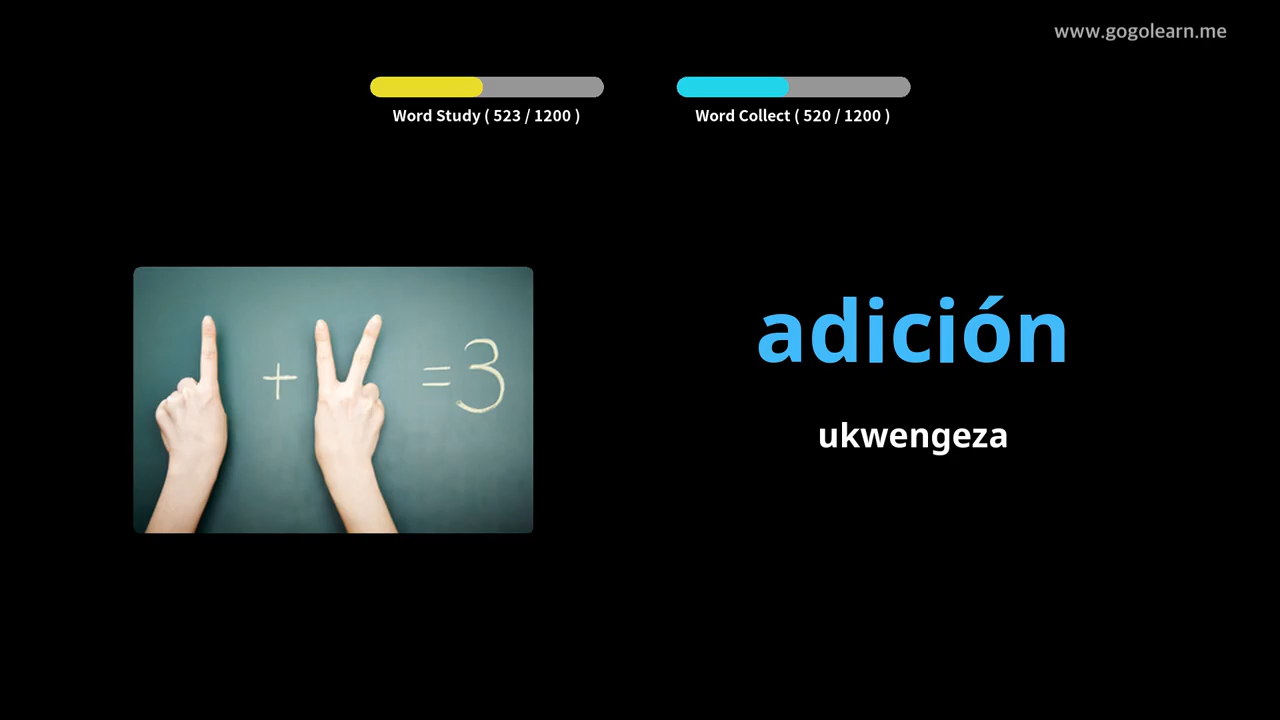 www.gogolearn.me
Word Study ( 523 / 1200 )
Word Collect ( 520 / 1200 )
+ = 3
adición
ukwengeza